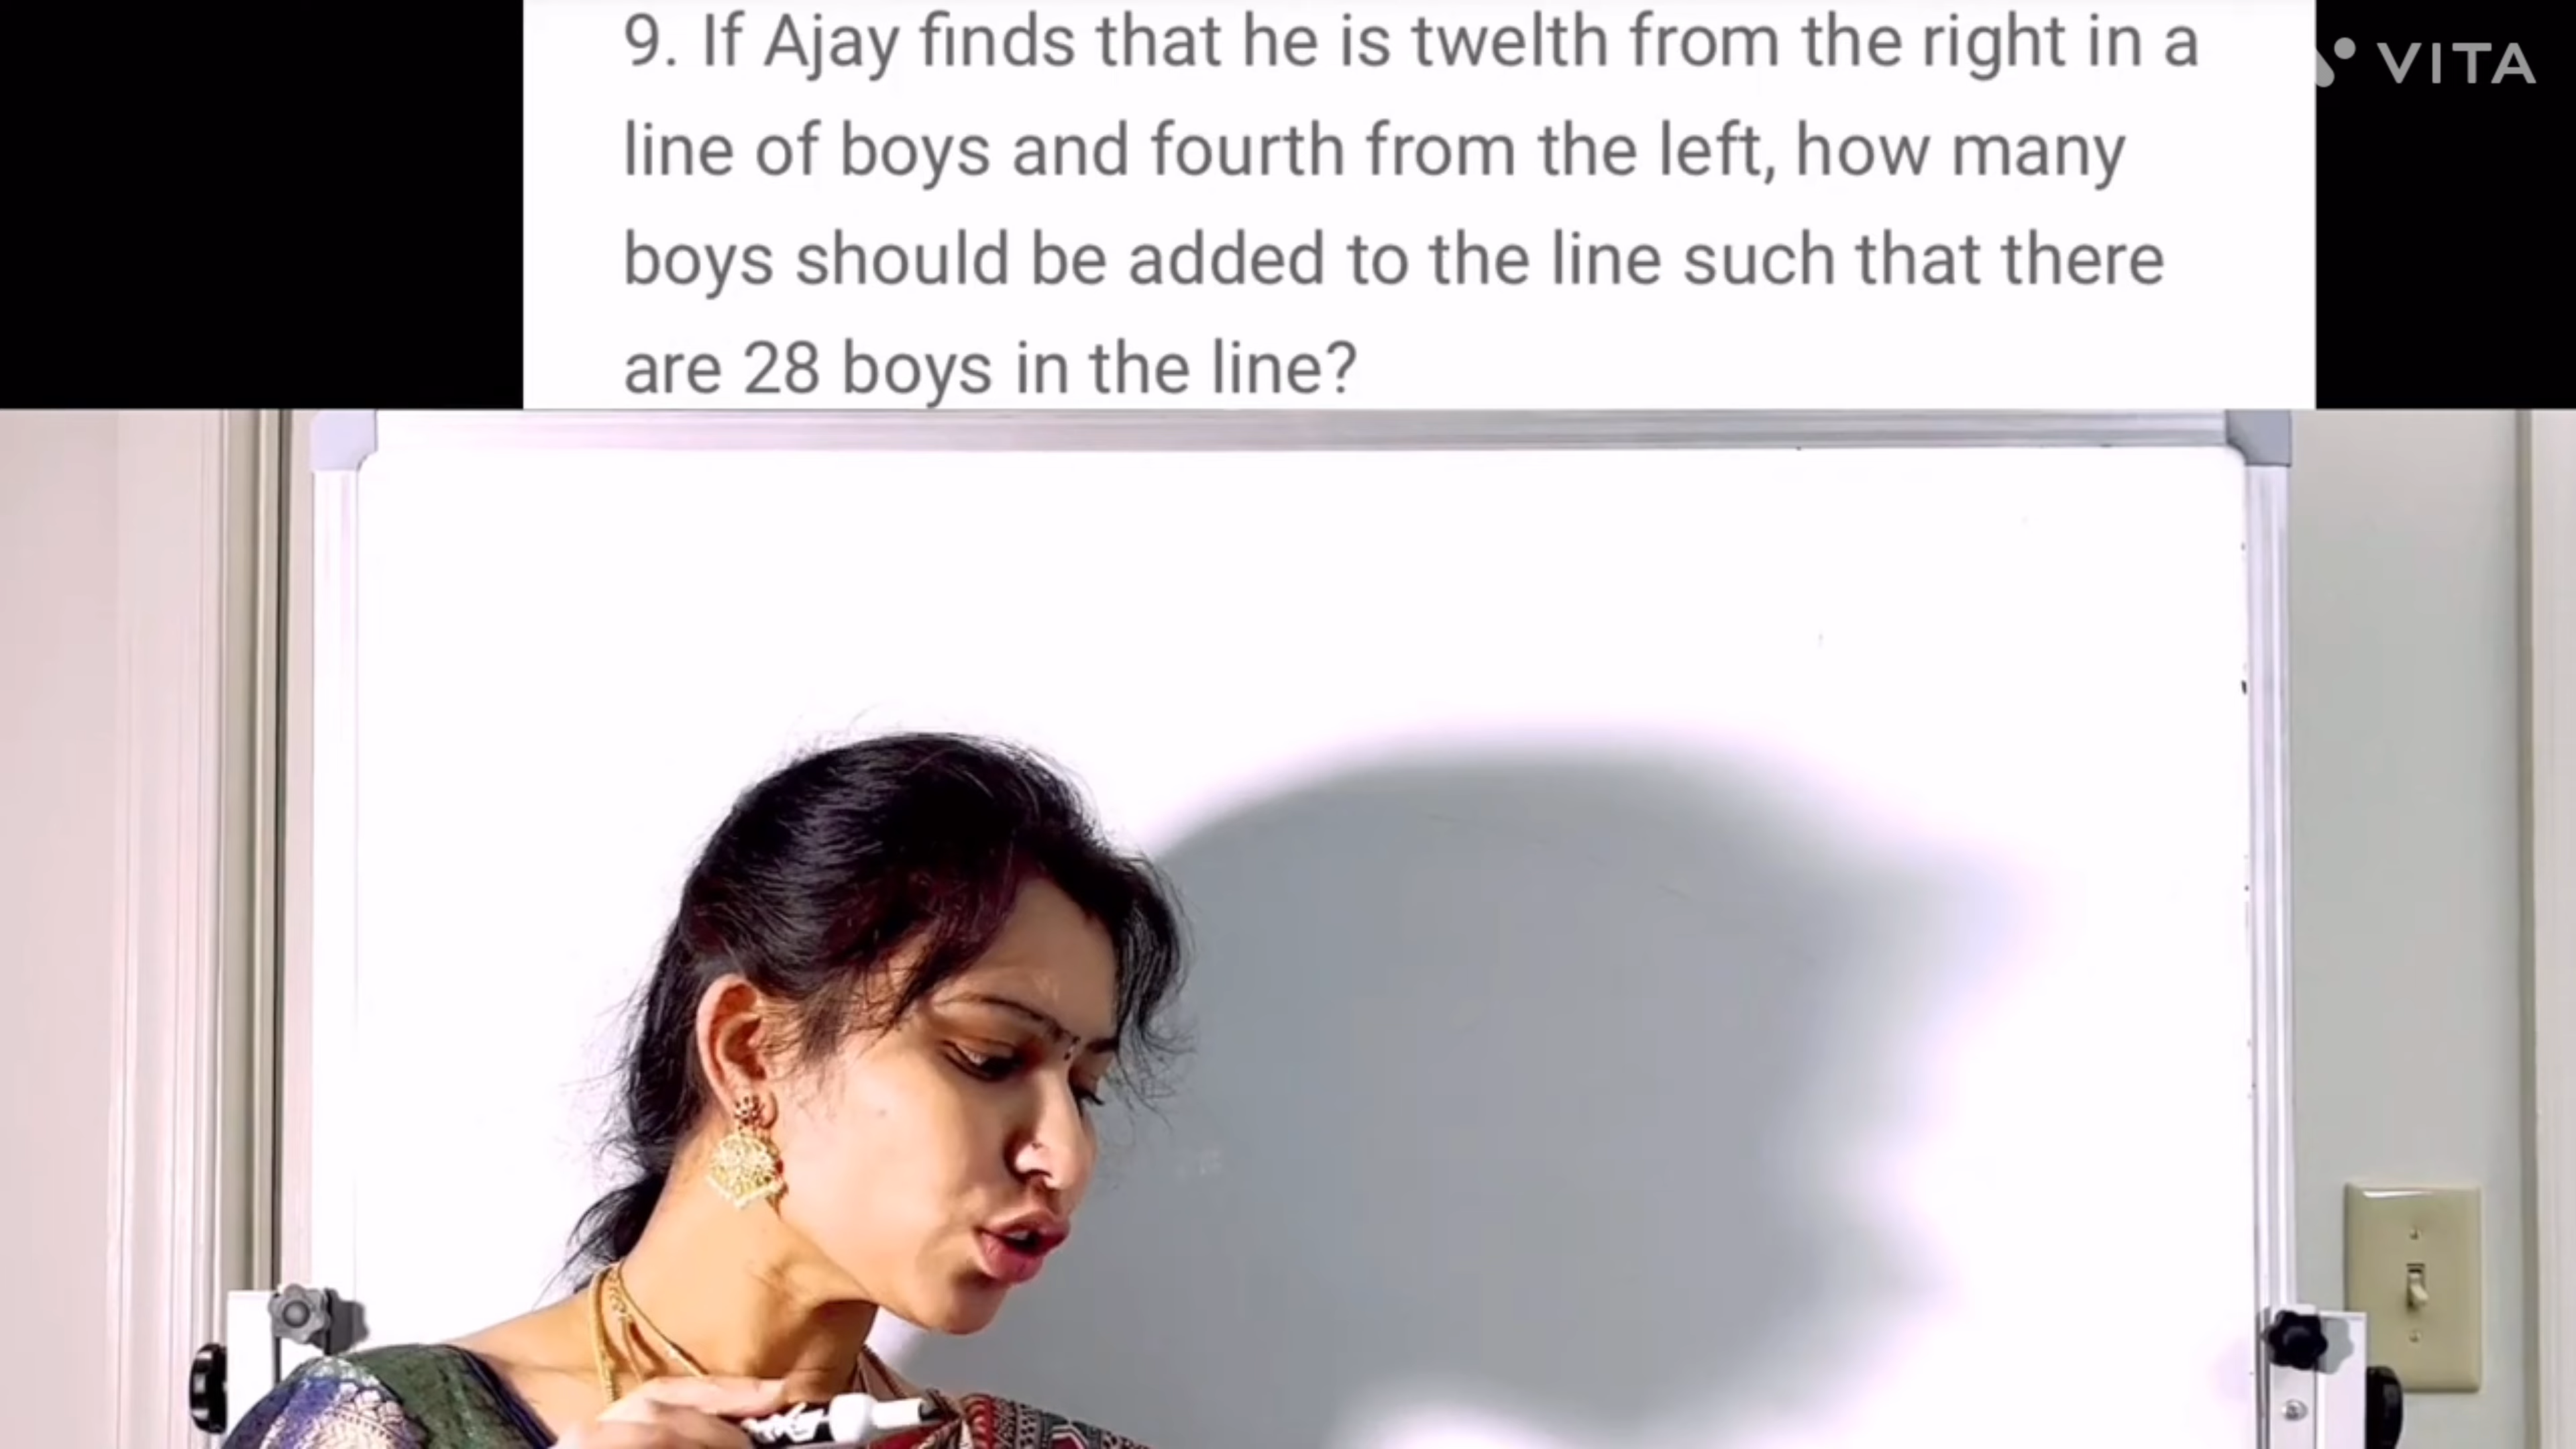 9. If Ajay finds that he is twelth from the right in a
line of boys and fourth from the left, how many
boys should be added to the line such that there
are 28 boys in the line?
VITA